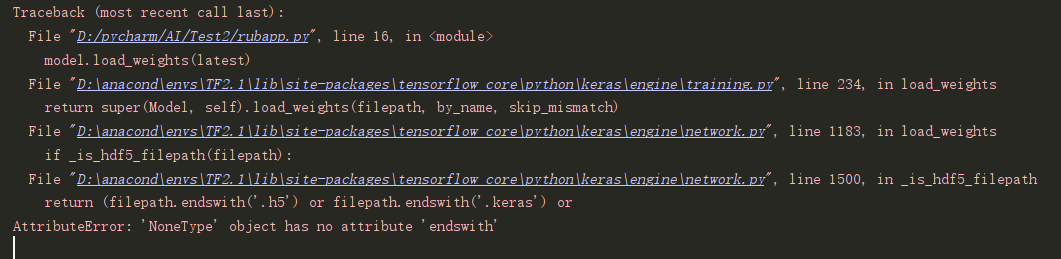 Traceback (most recent call last):
File "D:/pycharm/AI/Test2/rubapp.py", line 16, in <module>
model.load_weights(latest)
File "D:\anacond\envs\TF2.1\lib\site-packages\tensorflow_core\python\keras\engine\training.py", line 234, in load_weights
return super(Model, self).load_weights(filepath, by_name, skip_mismatch)
File "D:\anacond\envs\TF2.1\lib\site-packages\tensorflow_core\python\keras\engine\network.py", line 1183, in load_weights
if _is_hdf5_filepath(filepath):
File "D:\anacond\envs\TF2.1\lib\site-packages\tensorflow_core\python\keras\engine\network.py", line 1500, in _is_hdf5_filepath
return (filepath.endswith('.h5') or filepath.endswith('.keras') or
AttributeError: 'NoneType' object has no attribute 'endswith'